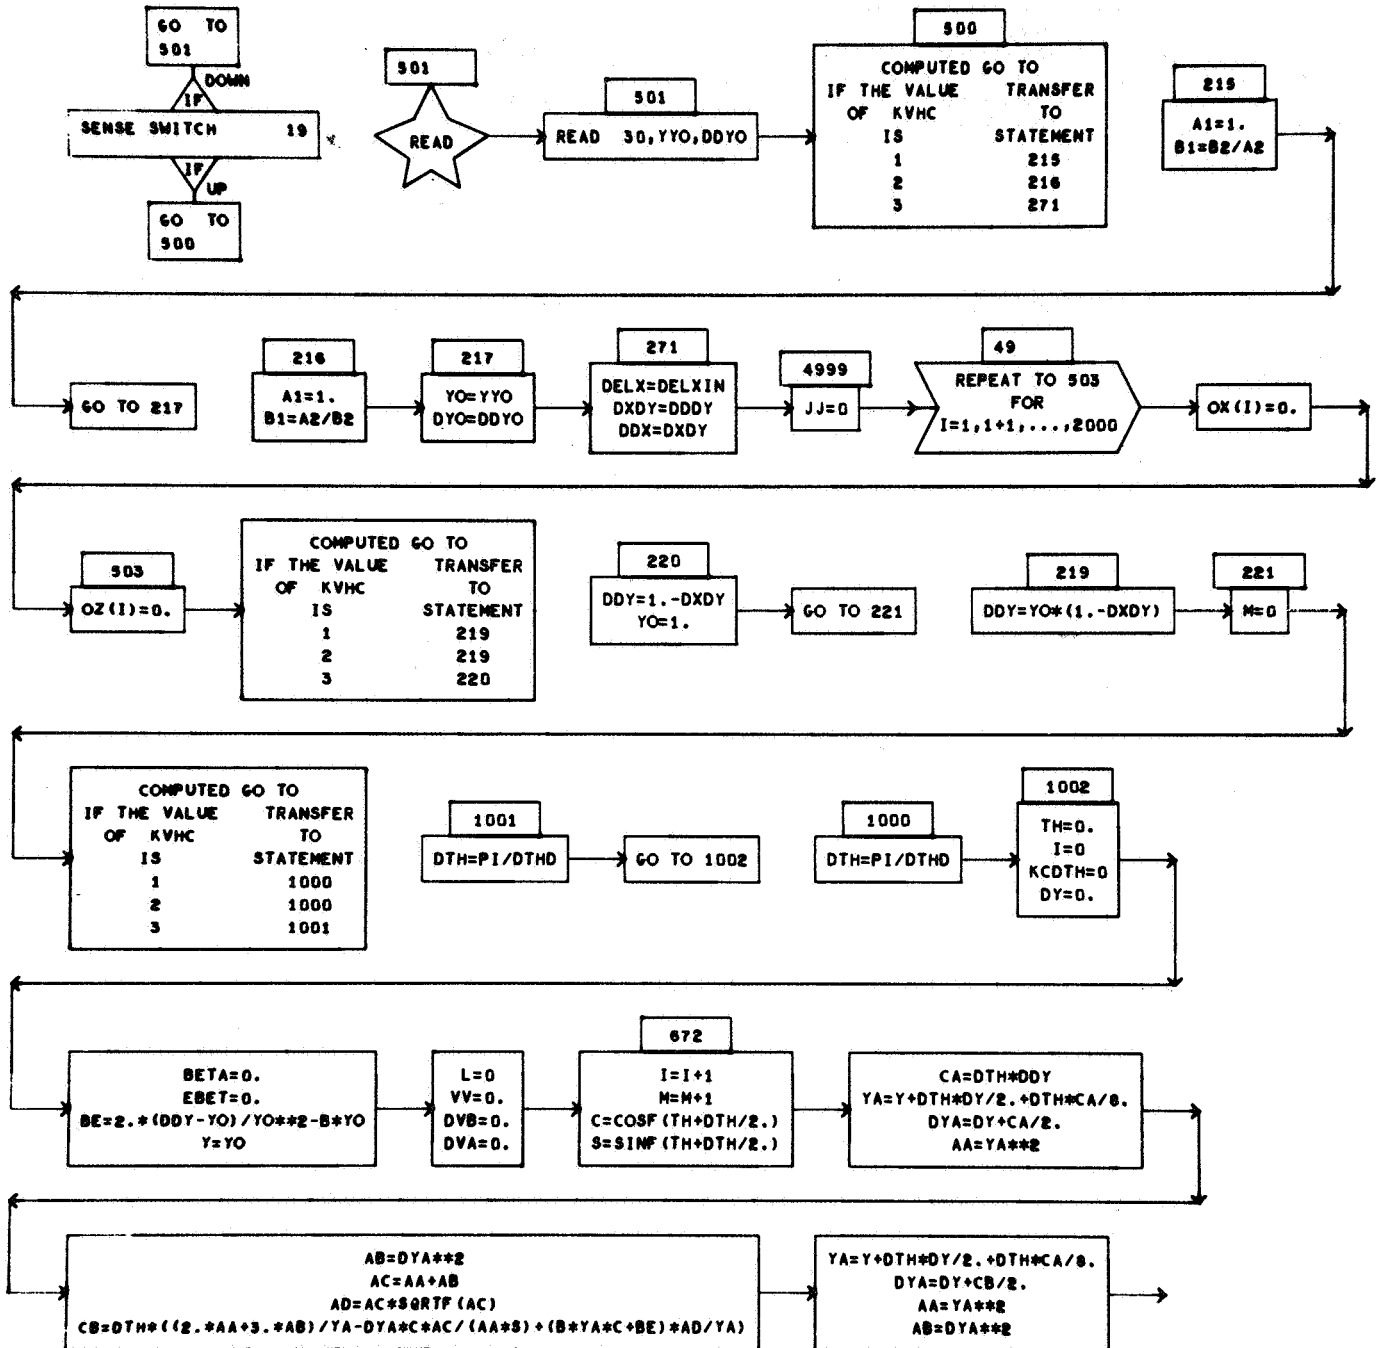 GO TO
501
DOWN
IF
SENSE SWITCH 19
IF
UP
GO TO
500
501
READ
501
READ 30,YYO,DDYO
500
COMPUTED GO TO
IF THE VALUE TRANSFER
OF KVHC TO
IS STATEMENT
1 215
2 216
3 271
215
A1=1.
B1=B2/A2
GO TO 217
216
A1=1.
B1=A2/B2
217
YO=YYO
DYO=DDYO
271
DELX=DELXIN
DXDY=DDDY
DDX=DXDY
4999
JJ=0
49
REPEAT TO 503
FOR
I=1,1+1,...,2000
OX(I)=0.
503
OZ(I)=0.
COMPUTED GO TO
IF THE VALUE TRANSFER
OF KVHC TO
IS STATEMENT
1 219
2 219
3 220
220
DDY=1.-DXDY
YO=1.
GO TO 221
219
DDY=YO*(1.-DXDY)
221
M=0
COMPUTED GO TO
IF THE VALUE TRANSFER
OF KVHC TO
IS STATEMENT
1 1000
2 1000
3 1001
1001
DTH=PI/DTHD
GO TO 1002
1000
DTH=PI/DTHD
1002
TH=0.
I=0
KCDTH=0
DY=0.
BETA=0.
EBET=0.
BE=2.*(DDY-YO)/YO**2-B*YO
Y=YO
L=0
VV=0.
DVB=0.
DVA=0.
672
I=I+1
M=M+1
C=COSF(TH+DTH/2.)
S=SINF(TH+DTH/2.)
CA=DTH*DDY
YA=Y+DTH*DY/2.+DTH*CA/8.
DYA=DY+CA/2.
AA=YA**2
AB=DYA**2
AC=AA+AB
AD=AC*SQRTF(AC)
CB=DTH*((2.*AA+3.*AB)/YA-DYA*C*AC/(AA*S)+(B*YA*C+BE)*AD/YA)
YA=Y+DTH*DY/2.+DTH*CA/8.
DYA=DY+CB/2.
AA=YA**2
AB=DYA**2